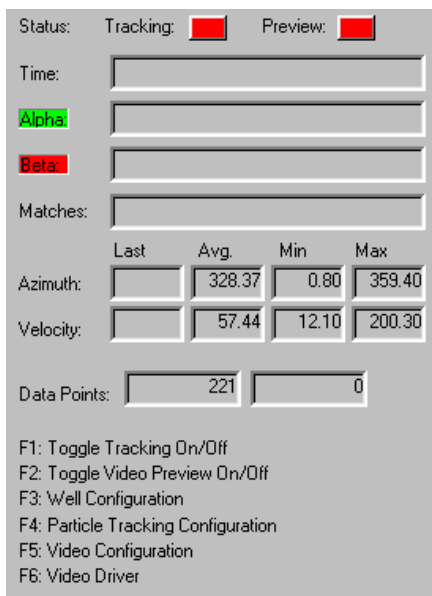 Status: Tracking: Preview:
Time:
Alpha:
Beta:
Matches:
Last Avg. Min Max
Azimuth: 328.37 0.80 359.40
Velocity: 57.44 12.10 200.30
Data Points: 221 0
F1: Toggle Tracking On/Off
F2: Toggle Video Preview On/Off
F3: Well Configuration
F4: Particle Tracking Configuration
F5: Video Configuration
F6: Video Driver